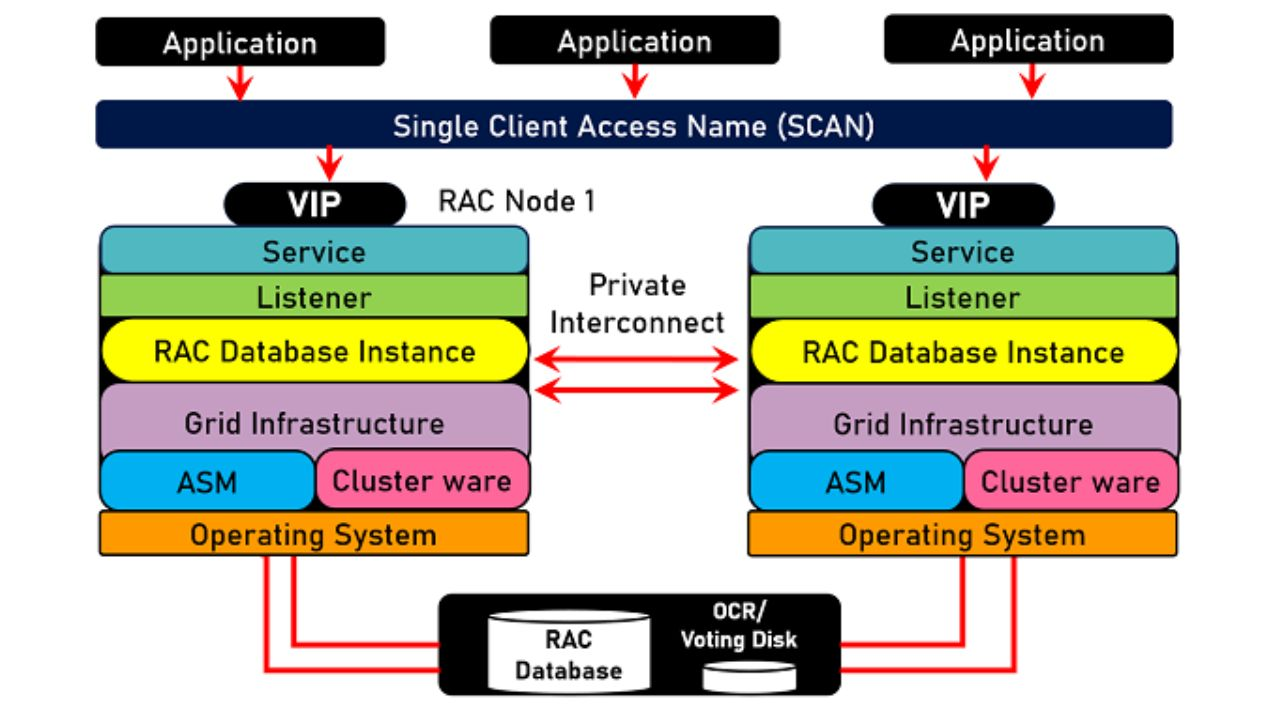 Application
Application
Application
Single Client Access Name (SCAN)
VIP
RAC Node 1
VIP
Service
Listener
RAC Database Instance
Grid Infrastructure
ASM
Cluster ware
Operating System
Private
Interconnect
Service
Listener
RAC Database Instance
Grid Infrastructure
ASM
Cluster ware
Operating System
RAC
Database
OCR/
Voting Disk